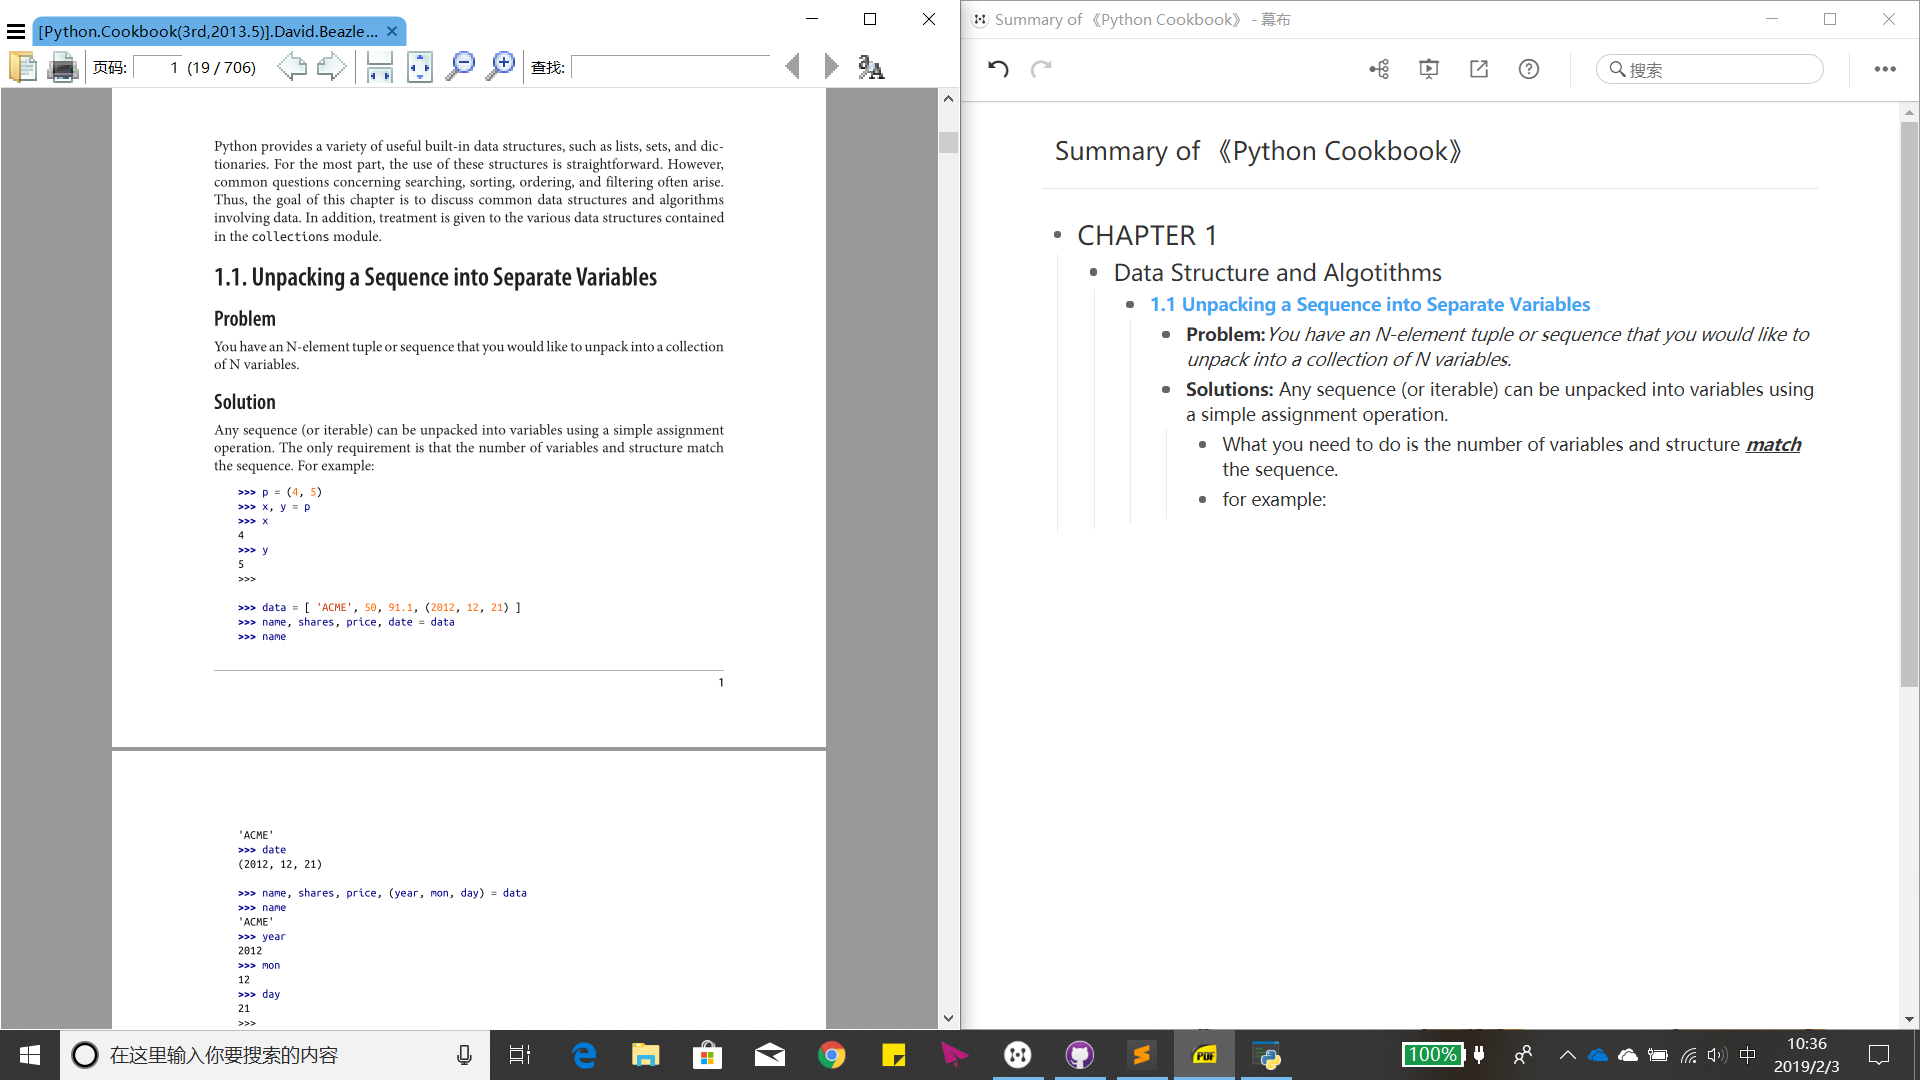 [Python.Cookbook(3rd,2013.5)].David.Beazle...
页码: 1 (19 / 706) 查找:
Python provides a variety of useful built-in data structures, such as lists, sets, and dic-
tionaries. For the most part, the use of these structures is straightforward. However,
common questions concerning searching, sorting, ordering, and filtering often arise.
Thus, the goal of this chapter is to discuss common data structures and algorithms
involving data. In addition, treatment is given to the various data structures contained
in the collections module.
1.1. Unpacking a Sequence into Separate Variables
Problem
You have an N-element tuple or sequence that you would like to unpack into a collection
of N variables.
Solution
Any sequence (or iterable) can be unpacked into variables using a simple assignment
operation. The only requirement is that the number of variables and structure match
the sequence. For example:
>>> p = (4, 5)
>>> x, y = p
>>> x
4
>>> y
5
>>>
>>> data = [ 'ACME', 50, 91.1, (2012, 12, 21) ]
>>> name, shares, price, date = data
>>> name
1
'ACME'
>>> date
(2012, 12, 21)
>>> name, shares, price, (year, mon, day) = data
>>> name
'ACME'
>>> year
2012
>>> mon
12
>>> day
21
>>>
Summary of 《Python Cookbook》 - 幕布
搜索
Summary of 《Python Cookbook》
CHAPTER 1
Data Structure and Algotithms
1.1 Unpacking a Sequence into Separate Variables
Problem:You have an N-element tuple or sequence that you would like to
unpack into a collection of N variables.
Solutions: Any sequence (or iterable) can be unpacked into variables using
a simple assignment operation.
What you need to do is the number of variables and structure match
the sequence.
for example:
在这里输入你要搜索的内容
PDF
100%
中
10:36
2019/2/3